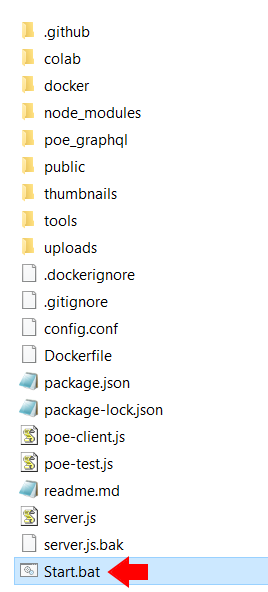 .github
colab
docker
node_modules
poe_graphql
public
thumbnails
tools
uploads
.dockerignore
.gitignore
config.conf
Dockerfile
package.json
package-lock.json
poe-client.js
poe-test.js
readme.md
server.js
server.js.bak
Start.bat